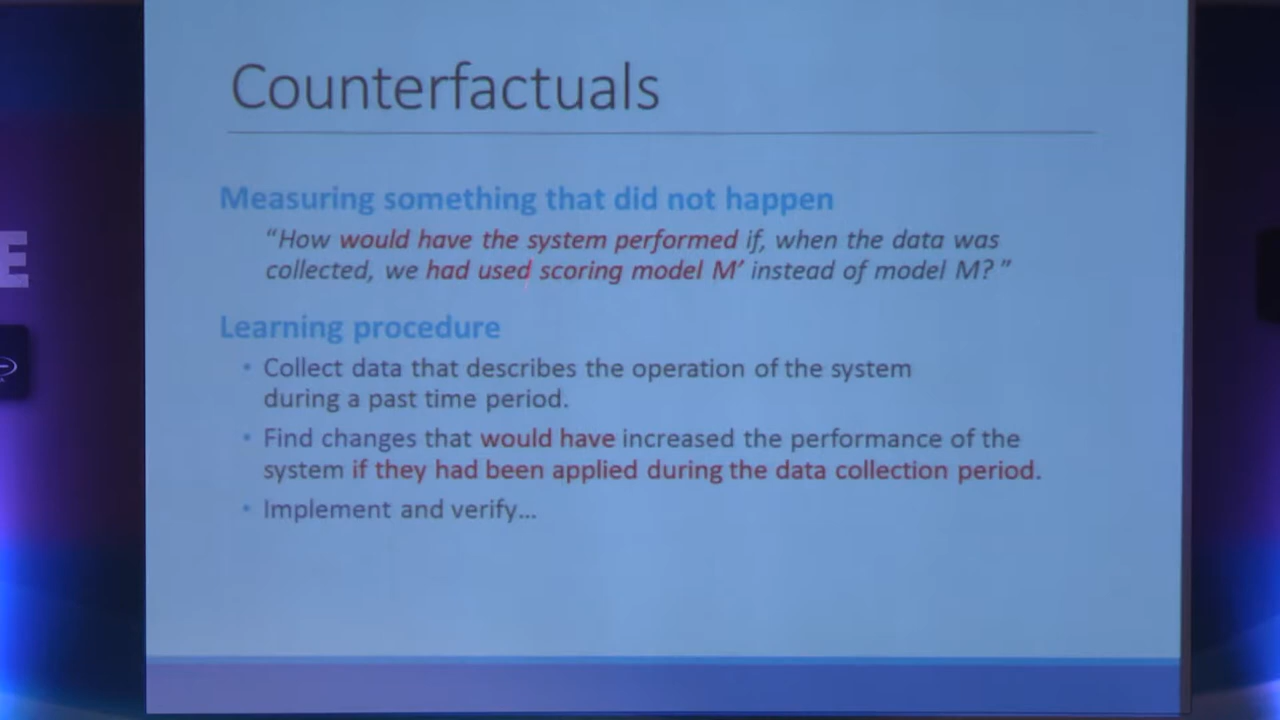 Counterfactuals
Measuring something that did not happen
“How would have the system performed if, when the data was
collected, we had used scoring model M’ instead of model M? ”
Learning procedure
• Collect data that describes the operation of the system
during a past time period.
• Find changes that would have increased the performance of the
system if they had been applied during the data collection period.
• Implement and verify...
E